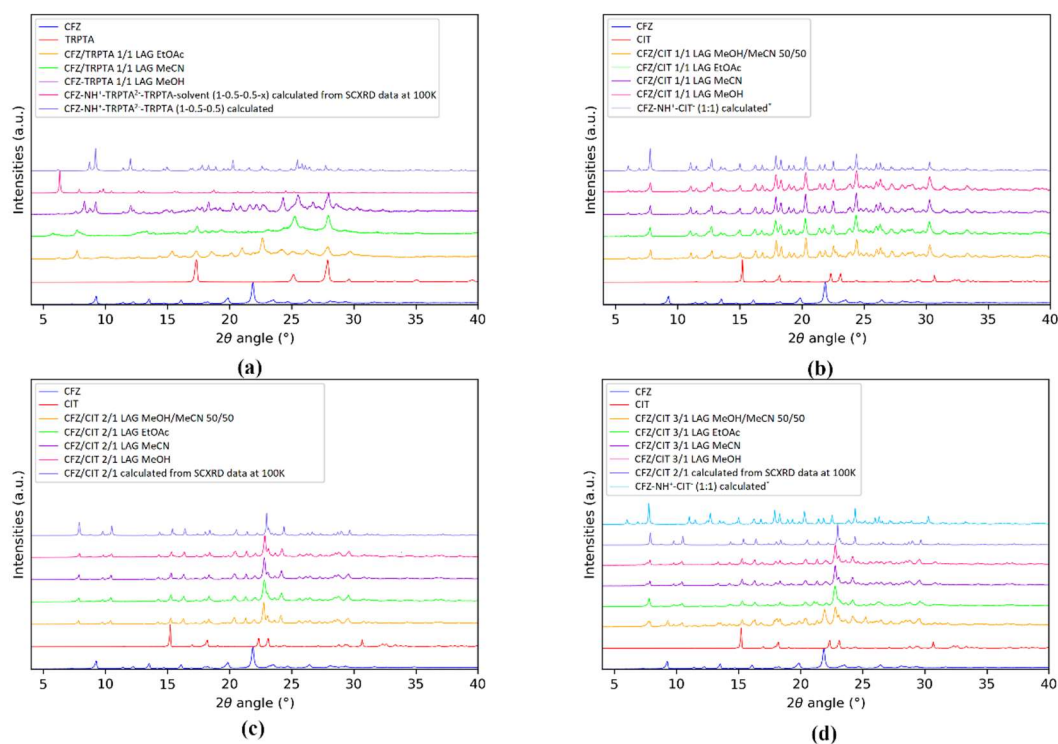 CFZ
TRPTA
CFZ/TRPTA 1/1 LAG EtOAc
CFZ/TRPTA 1/1 LAG MeCN
CFZ-TRPTA 1/1 LAG MeOH
CFZ-NH⁺-TRPTA²⁻-TRPTA-solvent (1-0.5-0.5-x) calculated from SCXRD data at 100K
CFZ-NH⁺-TRPTA²⁻-TRPTA (1-0.5-0.5) calculated
Intensities (a.u.)
5 10 15 20 25 30 35 40
2θ angle (°)
(a)
CFZ
CIT
CFZ/CIT 1/1 LAG MeOH/MeCN 50/50
CFZ/CIT 1/1 LAG EtOAc
CFZ/CIT 1/1 LAG MeCN
CFZ/CIT 1/1 LAG MeOH
CFZ-NH⁺-CIT⁻ (1:1) calculated*
Intensities (a.u.)
5 10 15 20 25 30 35 40
2θ angle (°)
(b)
CFZ
CIT
CFZ/CIT 2/1 LAG MeOH/MeCN 50/50
CFZ/CIT 2/1 LAG EtOAc
CFZ/CIT 2/1 LAG MeCN
CFZ/CIT 2/1 LAG MeOH
CFZ/CIT 2/1 calculated from SCXRD data at 100K
Intensities (a.u.)
5 10 15 20 25 30 35 40
2θ angle (°)
(c)
CFZ
CIT
CFZ/CIT 3/1 LAG MeOH/MeCN 50/50
CFZ/CIT 3/1 LAG EtOAc
CFZ/CIT 3/1 LAG MeCN
CFZ/CIT 3/1 LAG MeOH
CFZ/CIT 2/1 calculated from SCXRD data at 100K
CFZ-NH⁺-CIT⁻ (1:1) calculated*
Intensities (a.u.)
5 10 15 20 25 30 35 40
2θ angle (°)
(d)